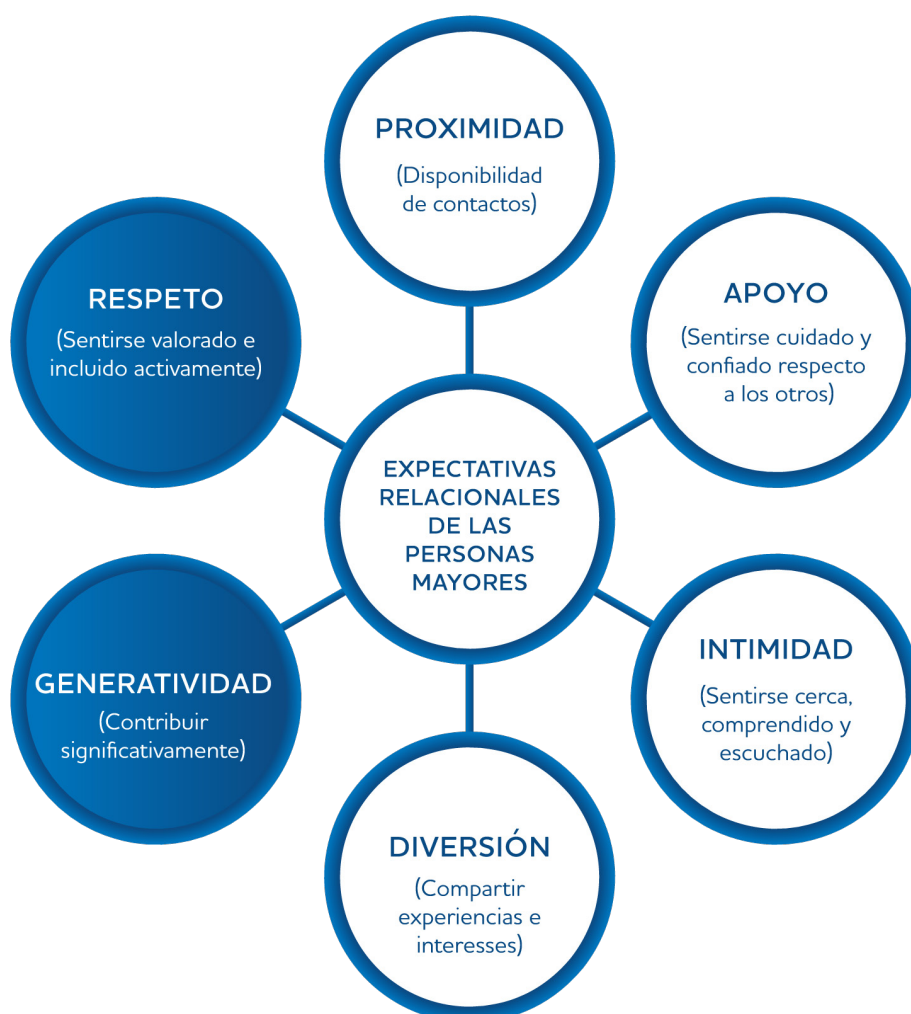 PROXIMIDAD
(Disponibilidad
de contactos)
RESPETO
(Sentirse valorado e
incluido activamente)
APOYO
(Sentirse cuidado y
confiado respecto
a los otros)
EXPECTATIVAS
RELACIONALES
DE LAS
PERSONAS
MAYORES
GENERATIVIDAD
(Contribuir
significativamente)
INTIMIDAD
(Sentirse cerca,
comprendido y
escuchado)
DIVERSIÓN
(Compartir
experiencias e
interesses)